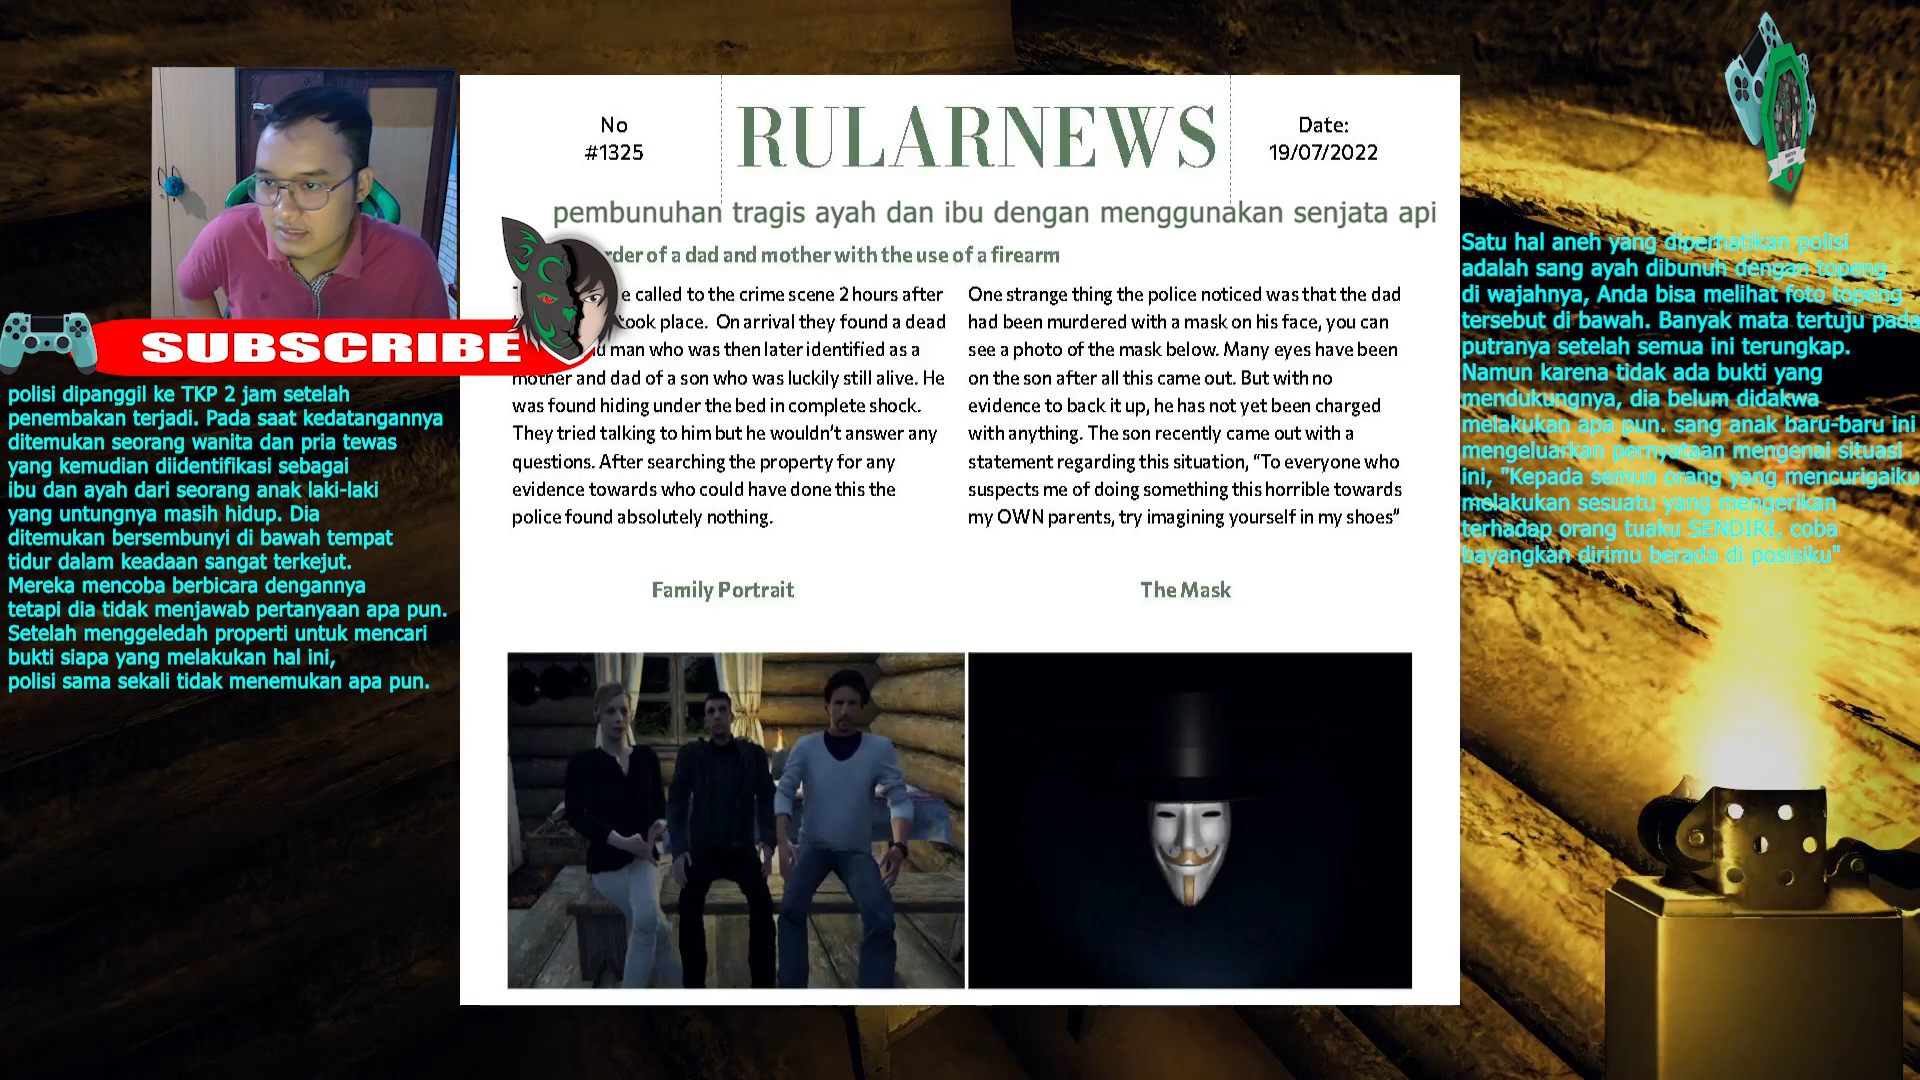 No
#1325
RULARNEWS
Date:
19/07/2022
pembunuhan tragis ayah dan ibu dengan menggunakan senjata api
of a dad and mother with the use of a firearm
called to the crime scene 2 hours after
took place. On arrival they found a dead
man who was then later identified as a
mother and dad of a son who was luckily still alive. He
was found hiding under the bed in complete shock.
They tried talking to him but he wouldn't answer any
questions. After searching the property for any
evidence towards who could have done this the
police found absolutely nothing.
One strange thing the police noticed was that the dad
had been murdered with a mask on his face, you can
see a photo of the mask below. Many eyes have been
on the son after all this came out. But with no
evidence to back it up, he has not yet been charged
with anything. The son recently came out with a
statement regarding this situation, “To everyone who
suspects me of doing something this horrible towards
my OWN parents, try imagining yourself in my shoes”
Family Portrait
The Mask
SUBSCRIBE
polisi dipanggil ke TKP 2 jam setelah
penembakan terjadi. Pada saat kedatangannya
ditemukan seorang wanita dan pria tewas
yang kemudian diidentifikasi sebagai
ibu dan ayah dari seorang anak laki-laki
yang untungnya masih hidup. Dia
ditemukan bersembunyi di bawah tempat
tidur dalam keadaan sangat terkejut.
Mereka mencoba berbicara dengannya
tetapi dia tidak menjawab pertanyaan apa pun.
Setelah menggeledah properti untuk mencari
bukti siapa yang melakukan hal ini,
polisi sama sekali tidak menemukan apa pun.
Satu hal aneh yang diperhatikan polisi
adalah sang ayah dibunuh dengan topeng
di wajahnya, Anda bisa melihat foto topeng
tersebut di bawah. Banyak mata tertuju pada
putranya setelah semua ini terungkap.
Namun karena tidak ada bukti yang
mendukungnya, dia belum didakwa
melakukan apa pun. sang anak baru-baru ini
mengeluarkan pernyataan mengenai situasi
ini, "Kepada semua orang yang mencurigaiku
melakukan sesuatu yang mengerikan
terhadap orang tuaku SENDIRI, coba
bayangkan dirimu berada di posisiku"